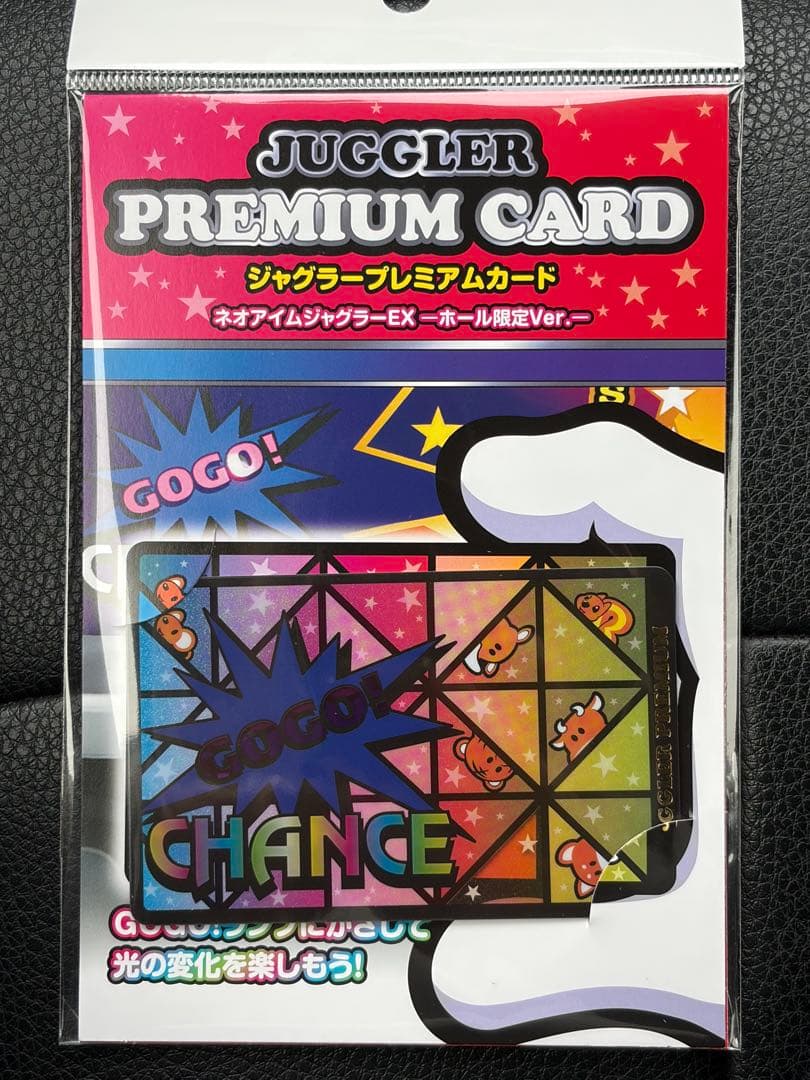 JUGGLER
PREMIUM CARD
ジャグラープレミアムカード
ネオアイムジャグラーEX ―ホール限定Ver.―
S
GOGO!
GOGO!
CHANCE
JUGGLER PREMIUM
GOGO!ランプにかざして
光の変化を楽しもう!